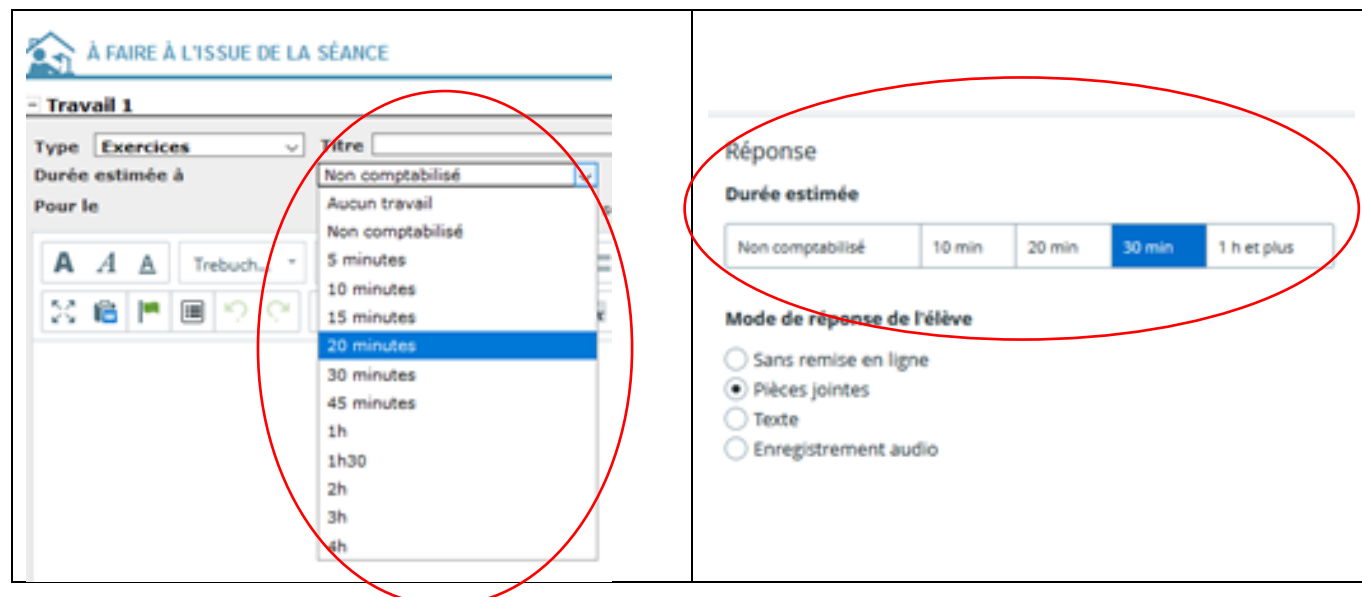 À FAIRE À L'ISSUE DE LA SÉANCE
Travail 1
Type Exercices Titre
Durée estimée à Non comptabilisé
Pour le
Aucun travail
Non comptabilisé
5 minutes
10 minutes
15 minutes
20 minutes
30 minutes
45 minutes
1h
1h30
2h
3h
4h
A A A Trebuch...
Réponse
Durée estimée
Non comptabilisé 10 min 20 min 30 min 1 h et plus
Mode de réponse de l'élève
Sans remise en ligne
Pièces jointes
Texte
Enregistrement audio